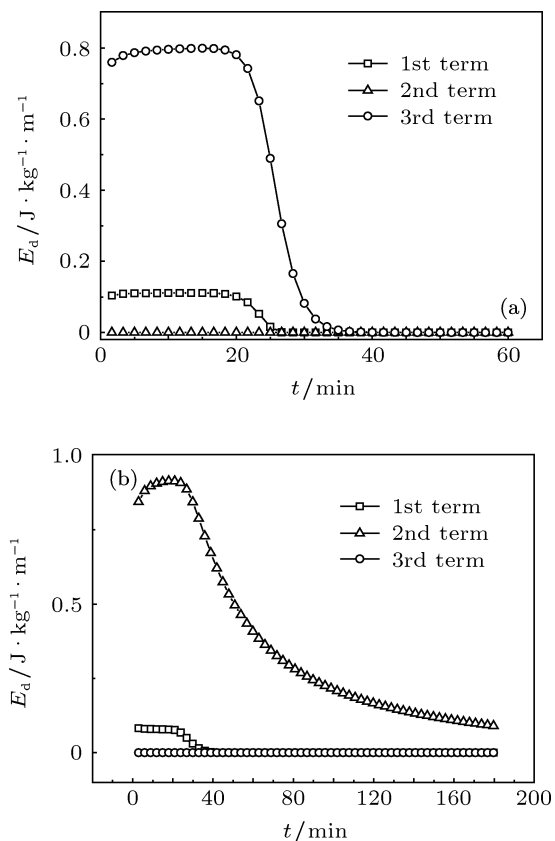 0.8
0.6
0.4
0.2
0
E_d / J · kg⁻¹ · m⁻¹
1st term
2nd term
3rd term
(a)
0 20 40 60
t/min
1.0
0.5
0
E_d / J · kg⁻¹ · m⁻¹
(b)
1st term
2nd term
3rd term
0 40 80 120 160 180
t/min